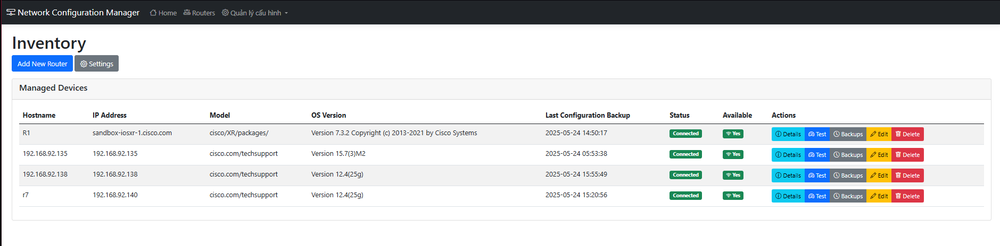 Network Configuration Manager Home Routers Quản lý cấu hình
Inventory
Add New Router Settings
Managed Devices
Hostname IP Address Model OS Version Last Configuration Backup Status Available Actions
R1 sandbox-iosxr-1.cisco.com cisco/XR/packages/ Version 7.3.2 Copyright (c) 2013-2021 by Cisco Systems 2025-05-24 14:50:17 Connected Yes Details Test Backups Edit Delete
192.168.92.135 192.168.92.135 cisco.com/techsupport Version 15.7(3)M2 2025-05-24 05:53:38 Connected Yes Details Test Backups Edit Delete
192.168.92.138 192.168.92.138 cisco.com/techsupport Version 12.4(25g) 2025-05-24 15:55:49 Connected Yes Details Test Backups Edit Delete
r7 192.168.92.140 cisco.com/techsupport Version 12.4(25g) 2025-05-24 15:20:56 Connected Yes Details Test Backups Edit Delete